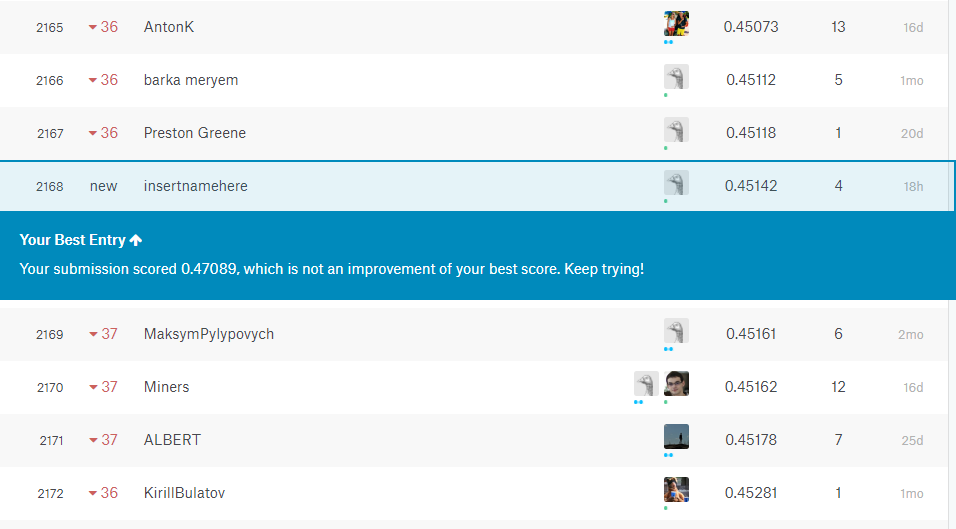 2165 36 AntonK 0.45073 13 16d
2166 36 barka meryem 0.45112 5 1mo
2167 36 Preston Greene 0.45118 1 20d
2168 new insertnamehere 0.45142 4 18h
Your Best Entry
Your submission scored 0.47089, which is not an improvement of your best score. Keep trying!
2169 37 MaksymPylypovych 0.45161 6 2mo
2170 37 Miners 0.45162 12 16d
2171 37 ALBERT 0.45178 7 25d
2172 36 KirillBulatov 0.45281 1 1mo